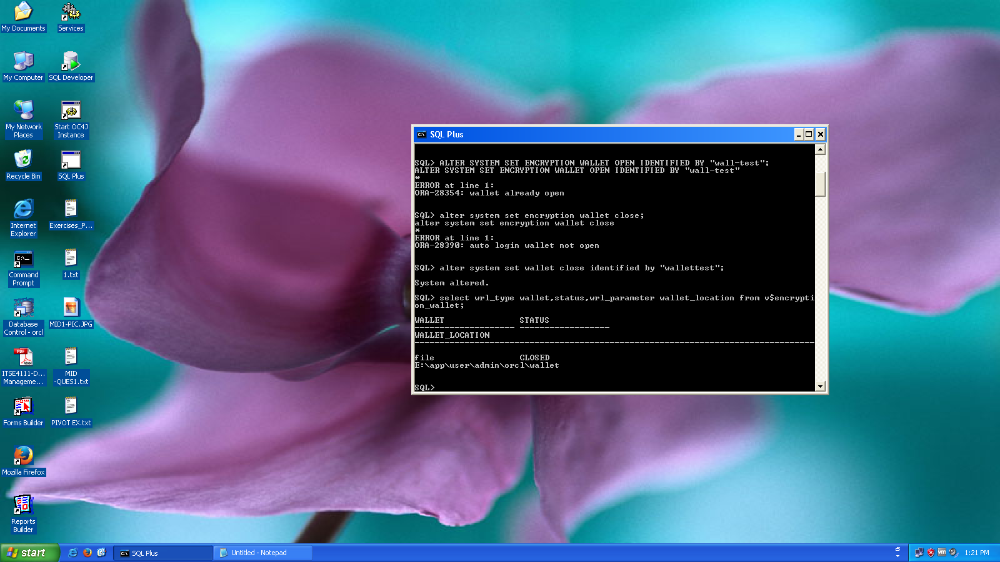 My Documents
Services
My Computer
SQL Developer
My Network
Places
Start OC4J
Instance
Recycle Bin
SQL Plus
Internet
Explorer
Exercises_P...
Command
Prompt
1.txt
Database
Control - orcl
MID1-PIC.JPG
ITSE4111-D...
Manageme...
MID
-QUES1.txt
Forms Builder
PIVOT EX.txt
Mozilla Firefox
Reports
Builder
SQL Plus
SQL> ALTER SYSTEM SET ENCRYPTION WALLET OPEN IDENTIFIED BY "wall-test";
ALTER SYSTEM SET ENCRYPTION WALLET OPEN IDENTIFIED BY "wall-test"
*
ERROR at line 1:
ORA-28354: wallet already open
SQL> alter system set encryption wallet close;
alter system set encryption wallet close
*
ERROR at line 1:
ORA-28390: auto login wallet not open
SQL> alter system set wallet close identified by "wallettest";
System altered.
SQL> select wrl_type wallet,status,wrl_parameter wallet_location from v$encrypti
on_wallet;
WALLET STATUS
-------------------- ------------------
WALLET_LOCATION
--------------------------------------------------------------------------------
file CLOSED
E:\app\user\admin\orcl\wallet
SQL>
start
SQL Plus
Untitled - Notepad
1:21 PM